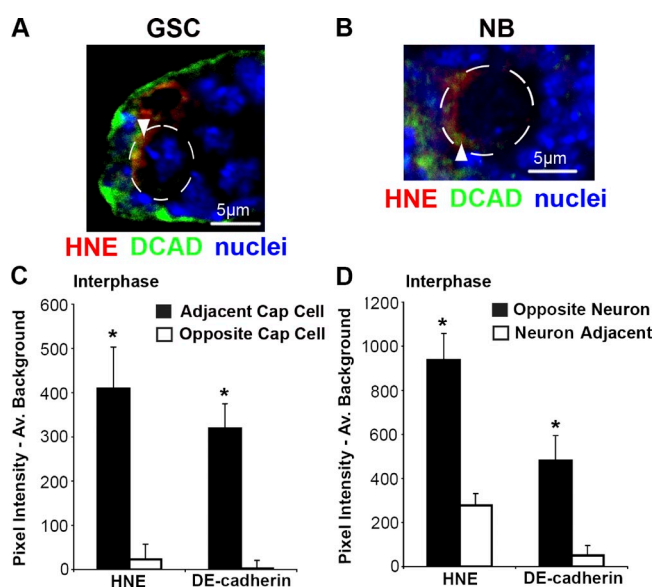 A GSC
5µm
HNE DCAD nuclei
B NB
5µm
HNE DCAD nuclei
C Interphase
Adjacent Cap Cell
Opposite Cap Cell
Pixel Intensity - Av. Background
600
500
400
300
200
100
0
*
*
HNE DE-cadherin
D Interphase
Opposite Neuron
Neuron Adjacent
Pixel Intensity - Av. Background
1200
1000
800
600
400
200
0
*
*
HNE DE-cadherin